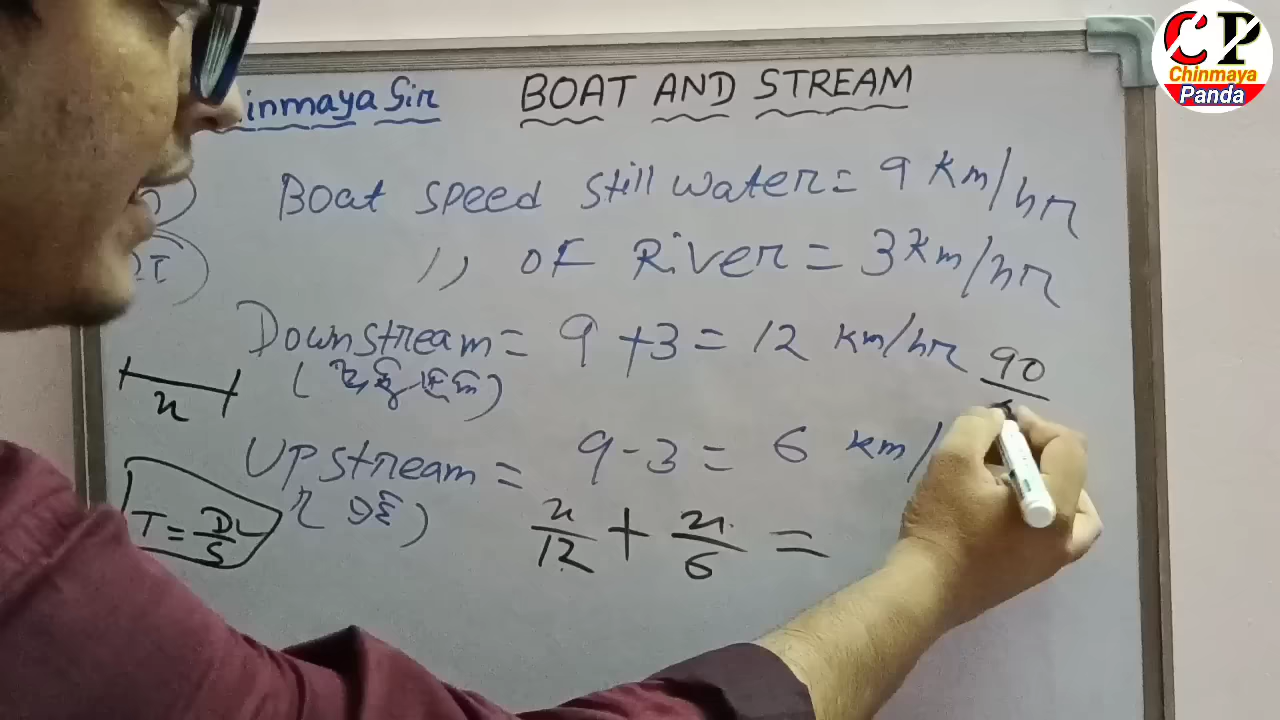 CP
Chinmaya
Panda
inmaya Sir
BOAT AND STREAM
Boat speed still water = 9 km/hr
,, of River = 3 km/hr
Downstream = 9 + 3 = 12 km/hr
90
x
Upstream = 9 - 3 = 6 km/
T = D/S
x/12 + x/6 =